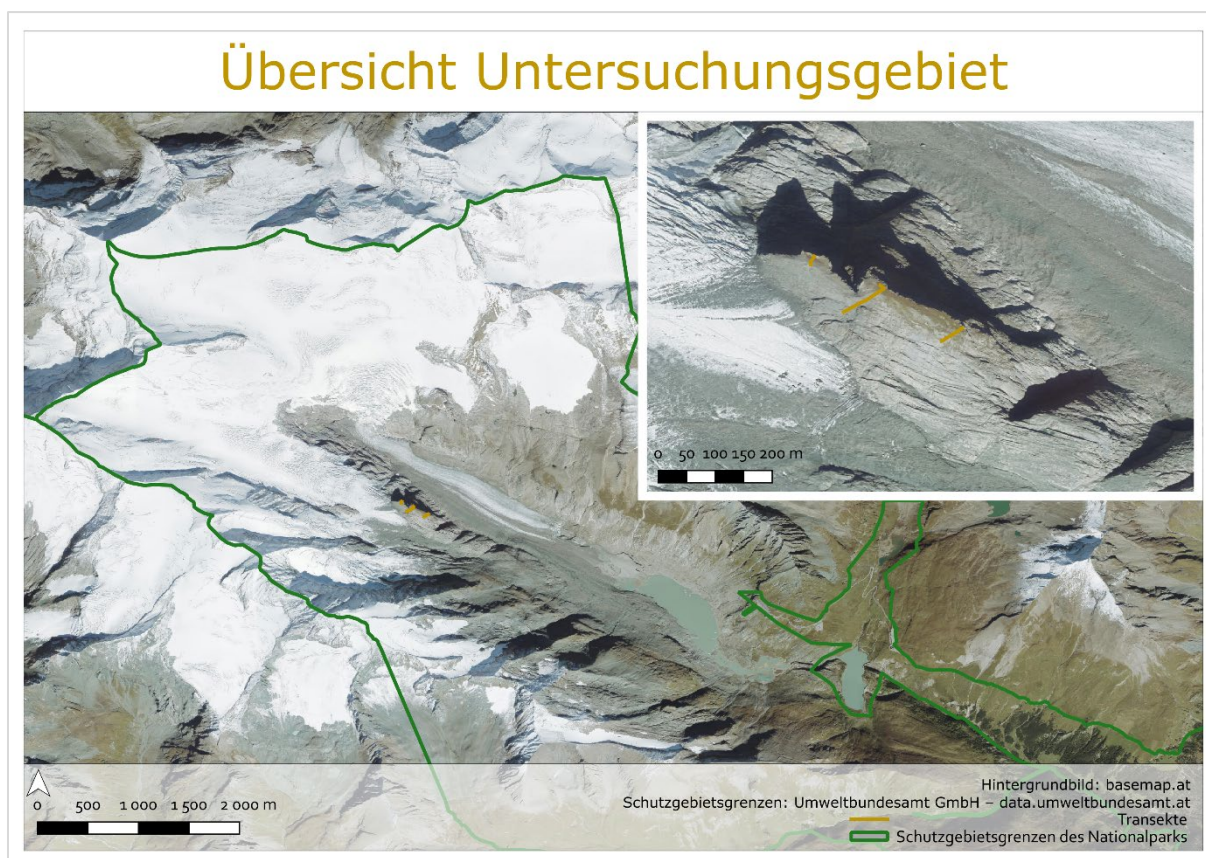 Übersicht Untersuchungsgebiet
0 50 100 150 200 m
0 500 1 000 1 500 2 000 m
Hintergrundbild: basemap.at
Schutzgebietsgrenzen: Umweltbundesamt GmbH – data.umweltbundesamt.at
Transekte
Schutzgebietsgrenzen des Nationalparks